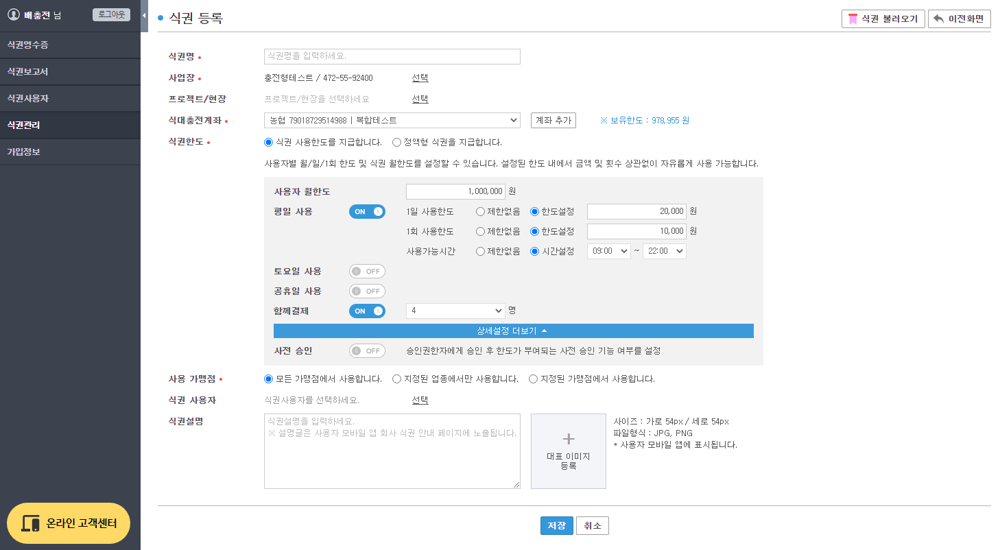 배충전 님
로그아웃
식권영수증
식권보고서
식권사용자
식권관리
가입정보
온라인 고객센터
식권 등록
식권 불러오기
이전화면
식권명 •
식권명을 입력하세요.
사업장 •
충전형테스트 / 472-55-92400
선택
프로젝트/현장
프로젝트/현장을 선택하세요
선택
식대충전계좌 •
농협 79018729514988 | 복합테스트
계좌 추가
※ 보유한도 : 978,955 원
식권한도 •
식권 사용한도를 지급합니다.
정액형 식권을 지급합니다.
사용자별 월/일/1회 한도 및 식권 월한도를 설정할 수 있습니다. 설정된 한도 내에서 금액 및 횟수 상관없이 자유롭게 사용 가능합니다.
사용자 월한도
1,000,000 원
평일 사용
ON
1일 사용한도
제한없음
한도설정
20,000 원
1회 사용한도
제한없음
한도설정
10,000 원
사용가능시간
제한없음
시간설정
09:00 ~ 22:00
토요일 사용
OFF
공휴일 사용
OFF
함께결제
ON
4 명
상세설정 더보기
사전 승인
OFF
승인권한자에게 승인 후 한도가 부여되는 사전 승인 기능 여부를 설정
사용 가맹점 •
모든 가맹점에서 사용합니다.
지정된 업종에서만 사용합니다.
지정된 가맹점에서 사용합니다.
식권 사용자
식권사용자를 선택하세요.
선택
식권설명
식권설명을 입력하세요.
※ 설명글은 사용자 모바일 앱 회사 식권 안내 페이지에 노출됩니다.
대표 이미지
등록
사이즈 : 가로 54px / 세로 54px
파일형식 : JPG, PNG
* 사용자 모바일 앱에 표시됩니다.
저장
취소